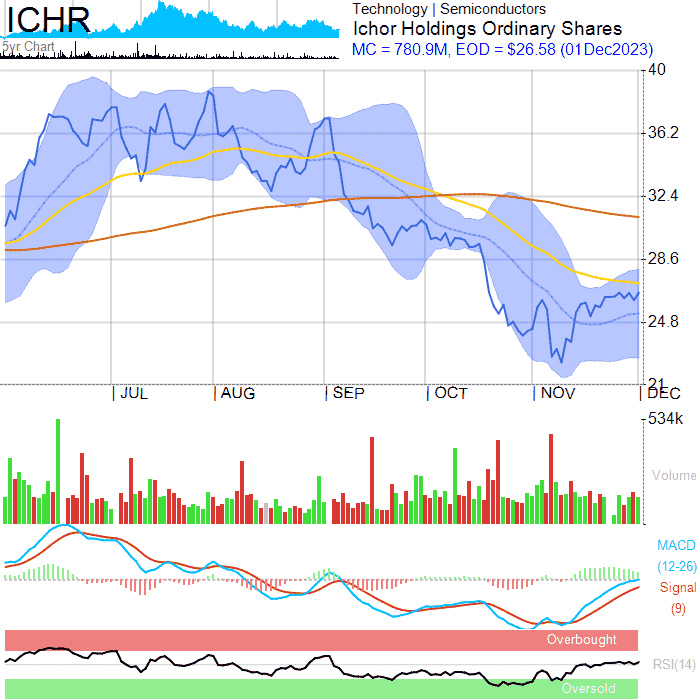 ICHR
5yr Chart
Technology | Semiconductors
Ichor Holdings Ordinary Shares
MC = 780.9M, EOD = $26.58 (01Dec2023)
40
36.2
32.4
28.6
24.8
21
JUL
AUG
SEP
OCT
NOV
DEC
534k
Volume
MACD
(12-26)
Signal
(9)
Overbought
RSI(14)
Oversold